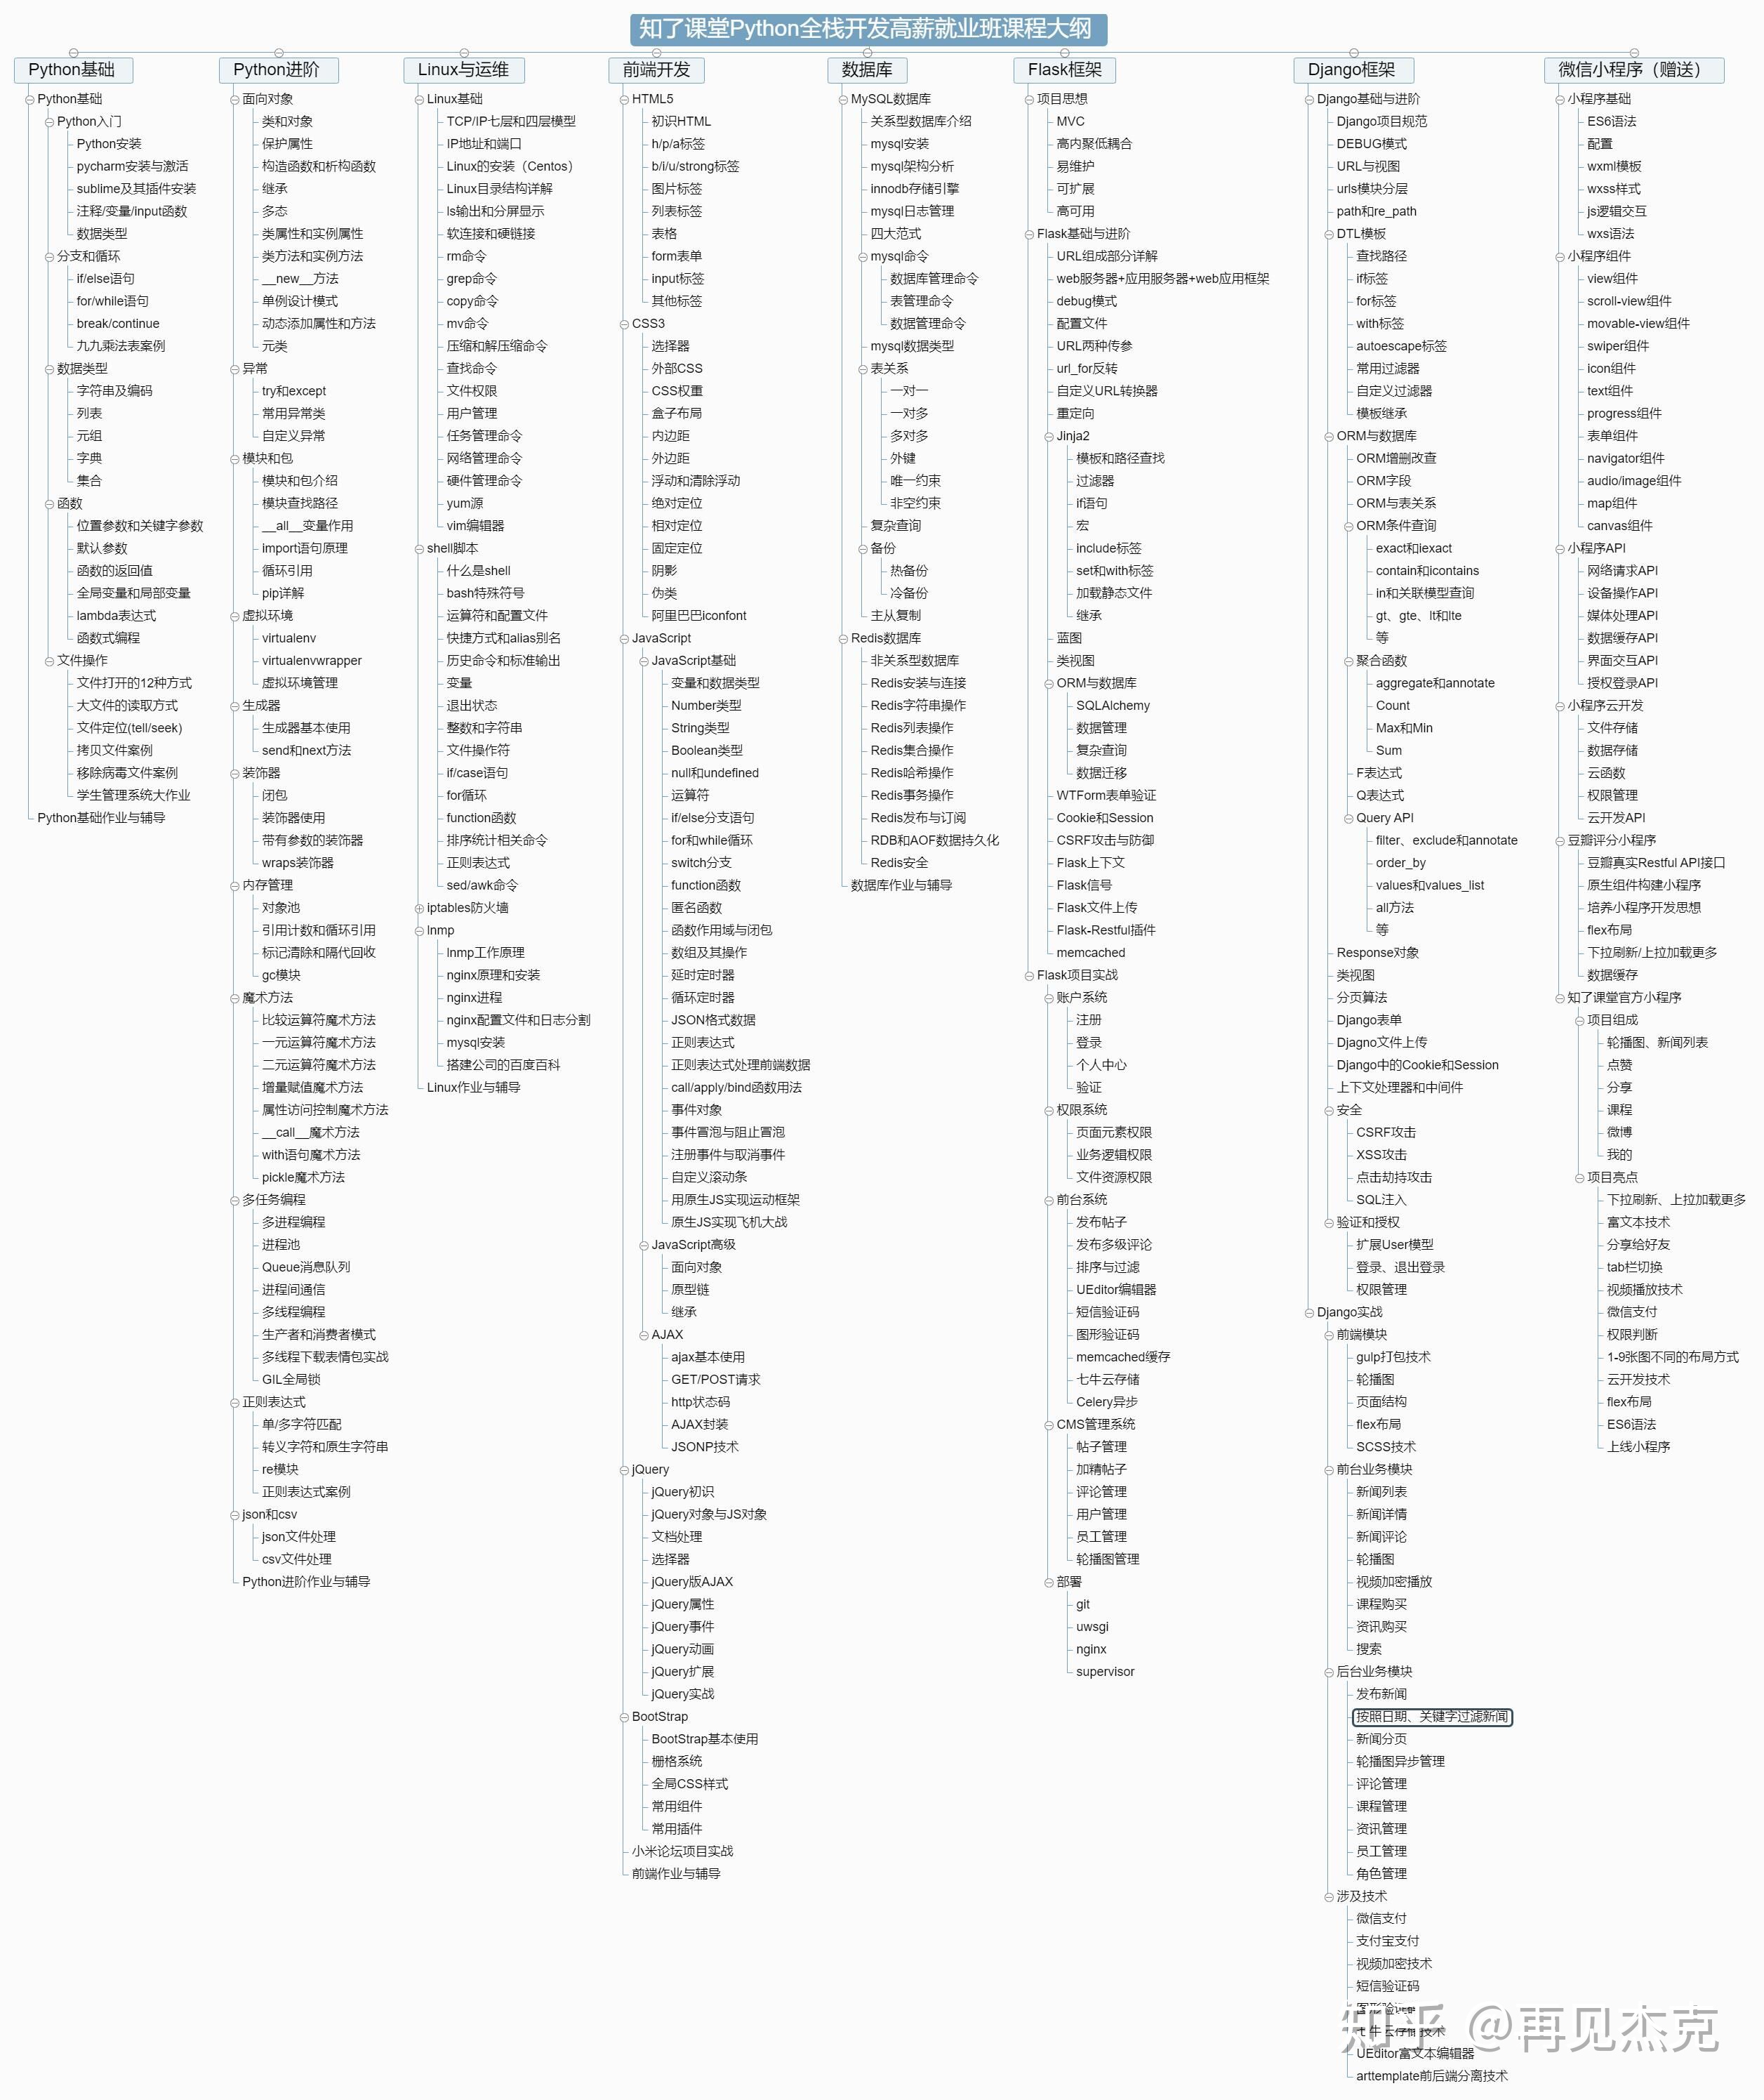 知了课堂Python全栈开发高薪就业班课程大纲
Python基础
Python基础
Python入门
Python安装
pycharm安装与激活
sublime及其插件安装
注释/变量/input函数
数据类型
分支和循环
if/else语句
for/while语句
break/continue
九九乘法表案例
数据类型
字符串及编码
列表
元组
字典
集合
函数
位置参数和关键字参数
默认参数
函数的返回值
全局变量和局部变量
lambda表达式
函数式编程
文件操作
文件打开的12种方式
大文件的读取方式
文件定位(tell/seek)
拷贝文件案例
移除病毒文件案例
学生管理系统大作业
Python基础作业与辅导
Python进阶
面向对象
类和对象
保护属性
构造函数和析构函数
继承
多态
类属性和实例属性
类方法和实例方法
__new__方法
单例设计模式
动态添加属性和方法
元类
异常
try和except
常用异常类
自定义异常
模块和包
模块和包介绍
模块查找路径
__all__变量作用
import语句原理
循环引用
pip详解
虚拟环境
virtualenv
virtualenvwrapper
虚拟环境管理
生成器
生成器基本使用
send和next方法
装饰器
闭包
装饰器使用
带有参数的装饰器
wraps装饰器
内存管理
对象池
引用计数和循环引用
标记清除和隔代回收
gc模块
魔术方法
比较运算符魔术方法
一元运算符魔术方法
二元运算符魔术方法
增量赋值魔术方法
属性访问控制魔术方法
__call__魔术方法
with语句魔术方法
pickle魔术方法
多任务编程
多进程编程
进程池
Queue消息队列
进程间通信
多线程编程
生产者和消费者模式
多线程下载表情包实战
GIL全局锁
正则表达式
单/多字符匹配
转义字符和原生字符串
re模块
正则表达式案例
json和csv
json文件处理
csv文件处理
Python进阶作业与辅导
Linux与运维
Linux基础
TCP/IP七层和四层模型
IP地址和端口
Linux的安装（Centos）
Linux目录结构详解
ls输出和分屏显示
软连接和硬链接
rm命令
grep命令
copy命令
mv命令
压缩和解压缩命令
查找命令
文件权限
用户管理
任务管理命令
网络管理命令
硬件管理命令
yum源
vim编辑器
shell脚本
什么是shell
bash特殊符号
运算符和配置文件
快捷方式和alias别名
历史命令和标准输出
变量
退出状态
整数和字符串
文件操作符
if/case语句
for循环
function函数
排序统计相关命令
正则表达式
sed/awk命令
iptables防火墙
lnmp
lnmp工作原理
nginx原理和安装
nginx进程
nginx配置文件和日志分割
mysql安装
搭建公司的百度百科
Linux作业与辅导
前端开发
HTML5
初识HTML
h/p/a标签
b/i/u/strong标签
图片标签
列表标签
表格
form表单
input标签
其他标签
CSS3
选择器
外部CSS
CSS权重
盒子布局
内边距
外边距
浮动和清除浮动
绝对定位
相对定位
固定定位
阴影
伪类
阿里巴巴iconfont
JavaScript
JavaScript基础
变量和数据类型
Number类型
String类型
Boolean类型
null和undefined
运算符
if/else分支语句
for和while循环
switch分支
function函数
匿名函数
函数作用域与闭包
数组及其操作
延时定时器
循环定时器
JSON格式数据
正则表达式
正则表达式处理前端数据
call/apply/bind函数用法
事件对象
事件冒泡与阻止冒泡
注册事件与取消事件
自定义滚动条
用原生JS实现运动框架
原生JS实现飞机大战
JavaScript高级
面向对象
原型链
继承
AJAX
ajax基本使用
GET/POST请求
http状态码
AJAX封装
JSONP技术
jQuery
jQuery初识
jQuery对象与JS对象
文档处理
选择器
jQuery版AJAX
jQuery属性
jQuery事件
jQuery动画
jQuery扩展
jQuery实战
BootStrap
BootStrap基本使用
栅格系统
全局CSS样式
常用组件
常用插件
小米论坛项目实战
前端作业与辅导
数据库
MySQL数据库
关系型数据库介绍
mysql安装
mysql架构分析
innodb存储引擎
mysql日志管理
四大范式
mysql命令
数据库管理命令
表管理命令
数据管理命令
mysql数据类型
表关系
一对一
一对多
多对多
外键
唯一约束
非空约束
复杂查询
备份
热备份
冷备份
主从复制
Redis数据库
非关系型数据库
Redis安装与连接
Redis字符串操作
Redis列表操作
Redis集合操作
Redis哈希操作
Redis事务操作
Redis发布与订阅
RDB和AOF数据持久化
Redis安全
数据库作业与辅导
Flask框架
项目思想
MVC
高内聚低耦合
易维护
可扩展
高可用
Flask基础与进阶
URL组成部分详解
web服务器+应用服务器+web应用框架
debug模式
配置文件
URL两种传参
url_for反转
自定义URL转换器
重定向
Jinja2
模板和路径查找
过滤器
if语句
宏
include标签
set和with标签
加载静态文件
继承
蓝图
类视图
ORM与数据库
SQLAlchemy
数据管理
复杂查询
数据迁移
WTForm表单验证
Cookie和Session
CSRF攻击与防御
Flask上下文
Flask信号
Flask文件上传
Flask-Restful插件
memcached
Flask项目实战
账户系统
注册
登录
个人中心
验证
权限系统
页面元素权限
业务逻辑权限
文件资源权限
前台系统
发布帖子
发布多级评论
排序与过滤
UEditor编辑器
短信验证码
图形验证码
memcached缓存
七牛云存储
Celery异步
CMS管理系统
帖子管理
加精帖子
评论管理
用户管理
员工管理
轮播图管理
部署
git
uwsgi
nginx
supervisor
Django框架
Django基础与进阶
Django项目规范
DEBUG模式
URL与视图
urls模块分层
path和re_path
DTL模板
查找路径
if标签
for标签
with标签
autoescape标签
常用过滤器
自定义过滤器
模板继承
ORM与数据库
ORM增删改查
ORM字段
ORM与表关系
ORM条件查询
exact和iexact
contain和icontains
in和关联模型查询
gt、gte、lt和lte
等
聚合函数
aggregate和annotate
Count
Max和Min
Sum
F表达式
Q表达式
Query API
filter、exclude和annotate
order_by
values和values_list
all方法
等
Response对象
类视图
分页算法
Django表单
Djagno文件上传
Django中的Cookie和Session
上下文处理器和中间件
安全
CSRF攻击
XSS攻击
点击劫持攻击
SQL注入
验证和授权
扩展User模型
登录、退出登录
权限管理
Django实战
前端模块
gulp打包技术
轮播图
页面结构
flex布局
SCSS技术
前台业务模块
新闻列表
新闻详情
新闻评论
轮播图
视频加密播放
课程购买
资讯购买
搜索
后台业务模块
发布新闻
按照日期、关键字过滤新闻
新闻分页
轮播图异步管理
评论管理
课程管理
资讯管理
员工管理
角色管理
涉及技术
微信支付
支付宝支付
视频加密技术
短信验证码
图形验证码
七牛云存储技术
UEditor富文本编辑器
arttemplate前后端分离技术
微信小程序（赠送）
小程序基础
ES6语法
配置
wxml模板
wxss样式
js逻辑交互
wxs语法
小程序组件
view组件
scroll-view组件
movable-view组件
swiper组件
icon组件
text组件
progress组件
表单组件
navigator组件
audio/image组件
map组件
canvas组件
小程序API
网络请求API
设备操作API
媒体处理API
数据缓存API
界面交互API
授权登录API
小程序云开发
文件存储
数据存储
云函数
权限管理
云开发API
豆瓣评分小程序
豆瓣真实Restful API接口
原生组件构建小程序
培养小程序开发思想
flex布局
下拉刷新/上拉加载更多
数据缓存
知了课堂官方小程序
项目组成
轮播图、新闻列表
点赞
分享
课程
微博
我的
项目亮点
下拉刷新、上拉加载更多
富文本技术
分享给好友
tab栏切换
视频播放技术
微信支付
权限判断
1-9张图不同的布局方式
云开发技术
flex布局
ES6语法
上线小程序
知乎 @再见杰克